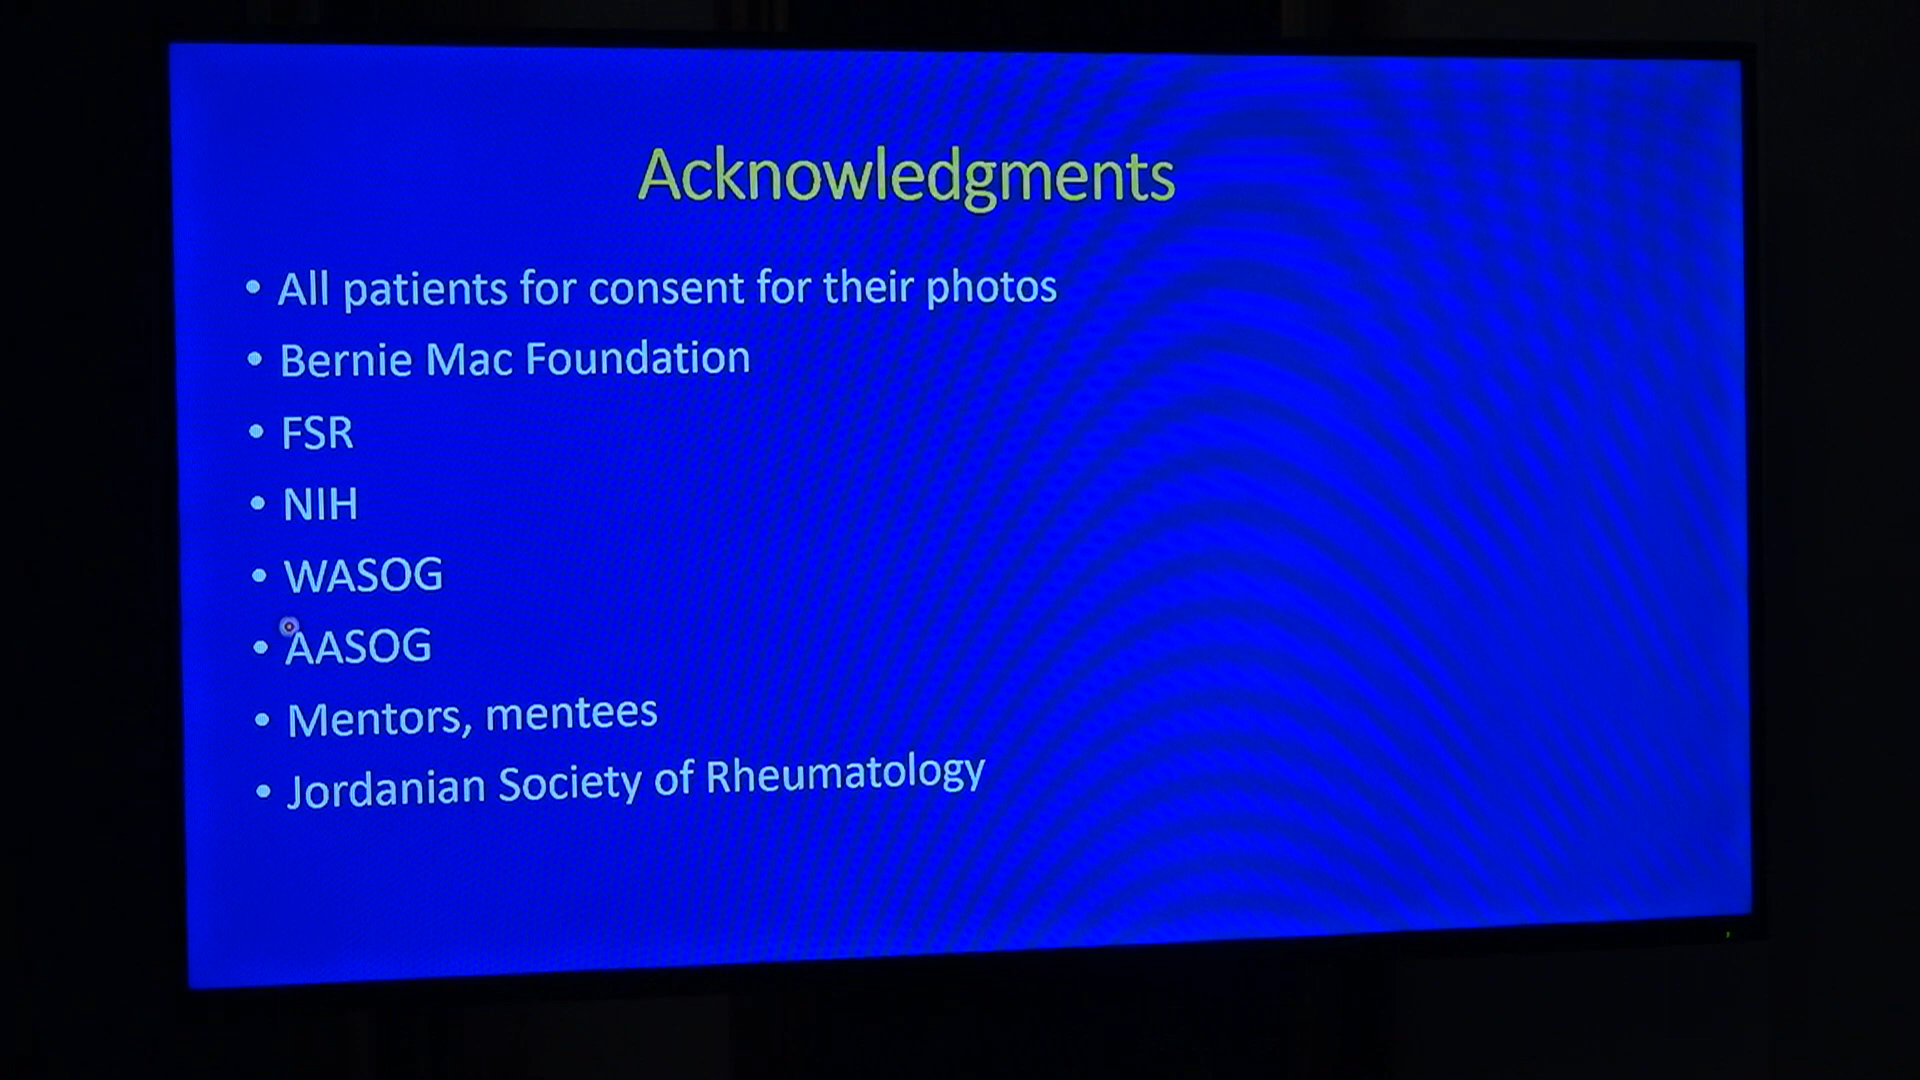 Acknowledgments
• All patients for consent for their photos
• Bernie Mac Foundation
• FSR
• NIH
• WASOG
• AASOG
• Mentors, mentees
• Jordanian Society of Rheumatology